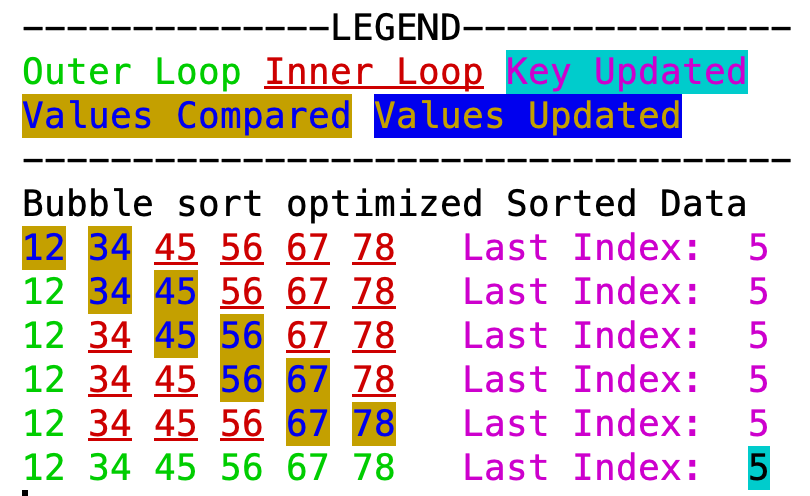 --------------LEGEND---------------
Outer Loop Inner Loop Key Updated
Values Compared Values Updated
-----------------------------------
Bubble sort optimized Sorted Data
12 34 45 56 67 78   Last Index:  5
12 34 45 56 67 78   Last Index:  5
12 34 45 56 67 78   Last Index:  5
12 34 45 56 67 78   Last Index:  5
12 34 45 56 67 78   Last Index:  5
12 34 45 56 67 78   Last Index:  5